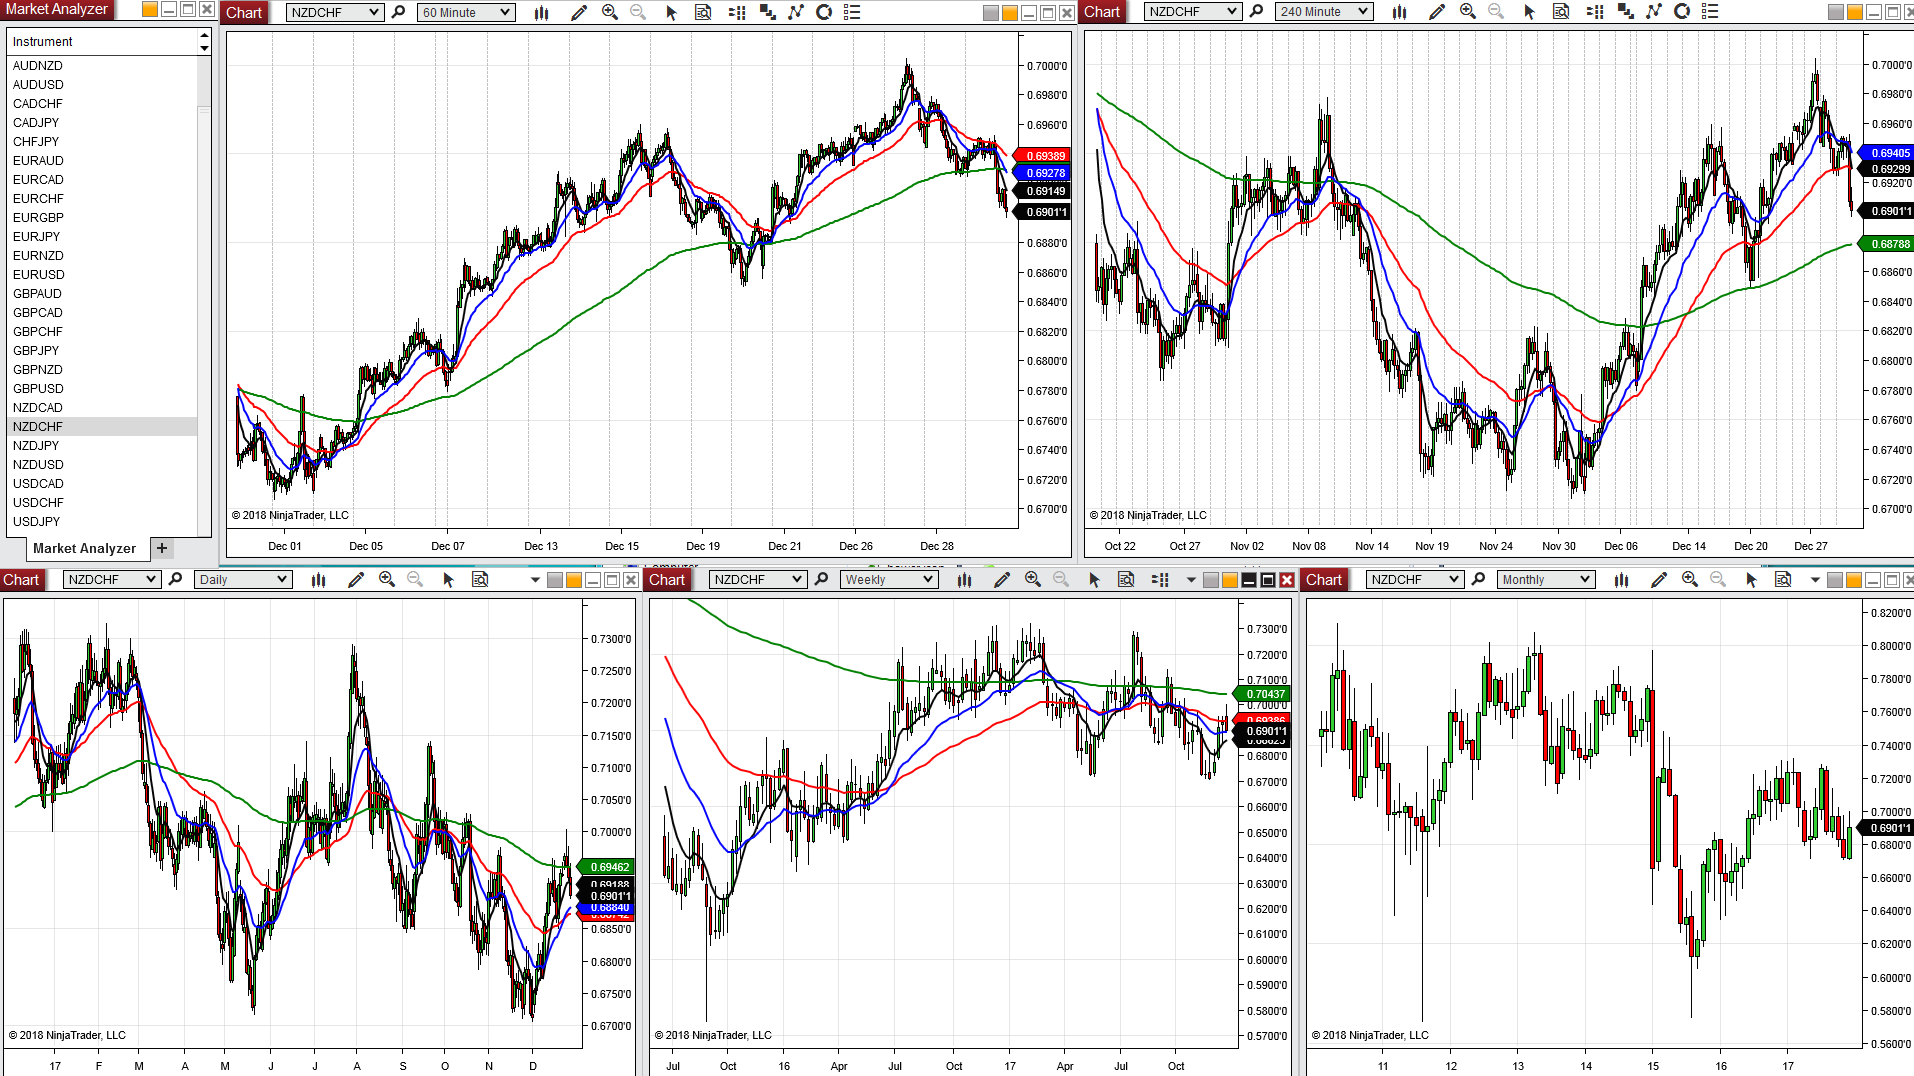 Market Analyzer
Instrument
AUDNZD
AUDUSD
CADCHF
CADJPY
CHFJPY
EURAUD
EURCAD
EURCHF
EURGBP
EURJPY
EURNZD
EURUSD
GBPAUD
GBPCAD
GBPCHF
GBPJPY
GBPNZD
GBPUSD
NZDCAD
NZDCHF
NZDJPY
NZDUSD
USDCAD
USDCHF
USDJPY
Market Analyzer +
Chart NZDCHF 60 Minute
0.7000'0
0.6980'0
0.6960'0
0.69389
0.69278
0.69149
0.6901'1
0.6880'0
0.6860'0
0.6840'0
0.6820'0
0.6800'0
0.6780'0
0.6760'0
0.6740'0
0.6720'0
0.6700'0
© 2018 NinjaTrader, LLC
Dec 01 Dec 05 Dec 07 Dec 13 Dec 15 Dec 19 Dec 21 Dec 26 Dec 28
Chart NZDCHF 240 Minute
0.7000'0
0.6980'0
0.6960'0
0.69405
0.69299
0.6920'0
0.6901'1
0.68788
0.6860'0
0.6840'0
0.6820'0
0.6800'0
0.6780'0
0.6760'0
0.6740'0
0.6720'0
0.6700'0
© 2018 NinjaTrader, LLC
Oct 22 Oct 27 Nov 02 Nov 08 Nov 14 Nov 19 Nov 24 Nov 30 Dec 06 Dec 14 Dec 20 Dec 27
Chart NZDCHF Daily
0.7300'0
0.7250'0
0.7200'0
0.7150'0
0.7100'0
0.7050'0
0.7000'0
0.69462
0.69188
0.6901'1
0.68840
0.6850'0
0.6800'0
0.6750'0
0.6700'0
© 2018 NinjaTrader, LLC
17 F M A M J J A S O N D
Chart NZDCHF Weekly
0.7300'0
0.7200'0
0.7100'0
0.70437
0.7000'0
0.69386
0.6901'1
0.6800'0
0.6700'0
0.6600'0
0.6500'0
0.6400'0
0.6300'0
0.6200'0
0.6100'0
0.6000'0
0.5900'0
0.5800'0
0.5700'0
© 2018 NinjaTrader, LLC
Jul Oct 16 Apr Jul Oct 17 Apr Jul Oct
Chart NZDCHF Monthly
0.8200'0
0.8000'0
0.7800'0
0.7600'0
0.7400'0
0.7200'0
0.7000'0
0.6901'1
0.6800'0
0.6600'0
0.6400'0
0.6200'0
0.6000'0
0.5800'0
0.5600'0
© 2018 NinjaTrader, LLC
11 12 13 14 15 16 17